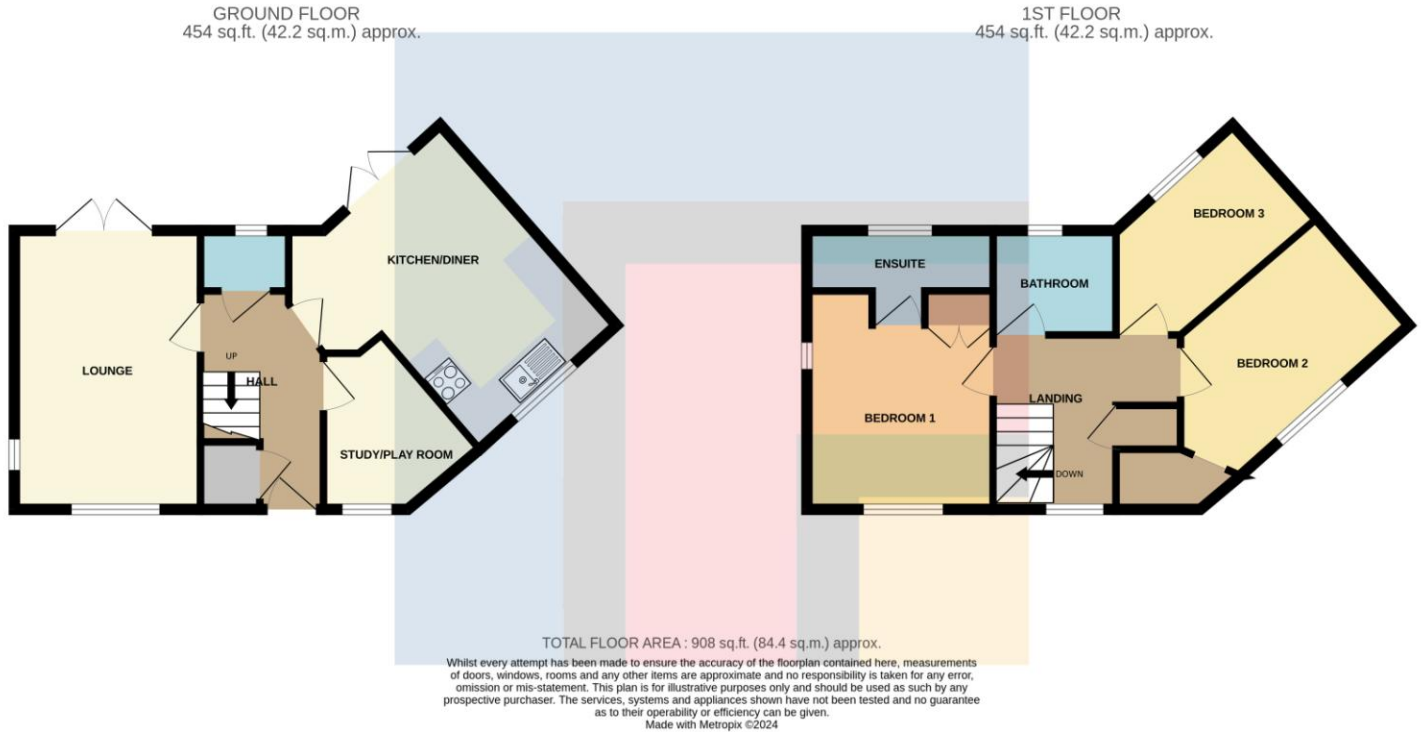 GROUND FLOOR
454 sq.ft. (42.2 sq.m.) approx.
1ST FLOOR
454 sq.ft. (42.2 sq.m.) approx.
KITCHEN/DINER
LOUNGE
UP
HALL
STUDY/PLAY ROOM
BEDROOM 3
ENSUITE
BATHROOM
BEDROOM 2
LANDING
BEDROOM 1
DOWN
TOTAL FLOOR AREA : 908 sq.ft. (84.4 sq.m.) approx.
Whilst every attempt has been made to ensure the accuracy of the floorplan contained here, measurements
of doors, windows, rooms and any other items are approximate and no responsibility is taken for any error,
omission or mis-statement. This plan is for illustrative purposes only and should be used as such by any
prospective purchaser. The services, systems and appliances shown have not been tested and no guarantee
as to their operability or efficiency can be given.
Made with Metropix ©2024